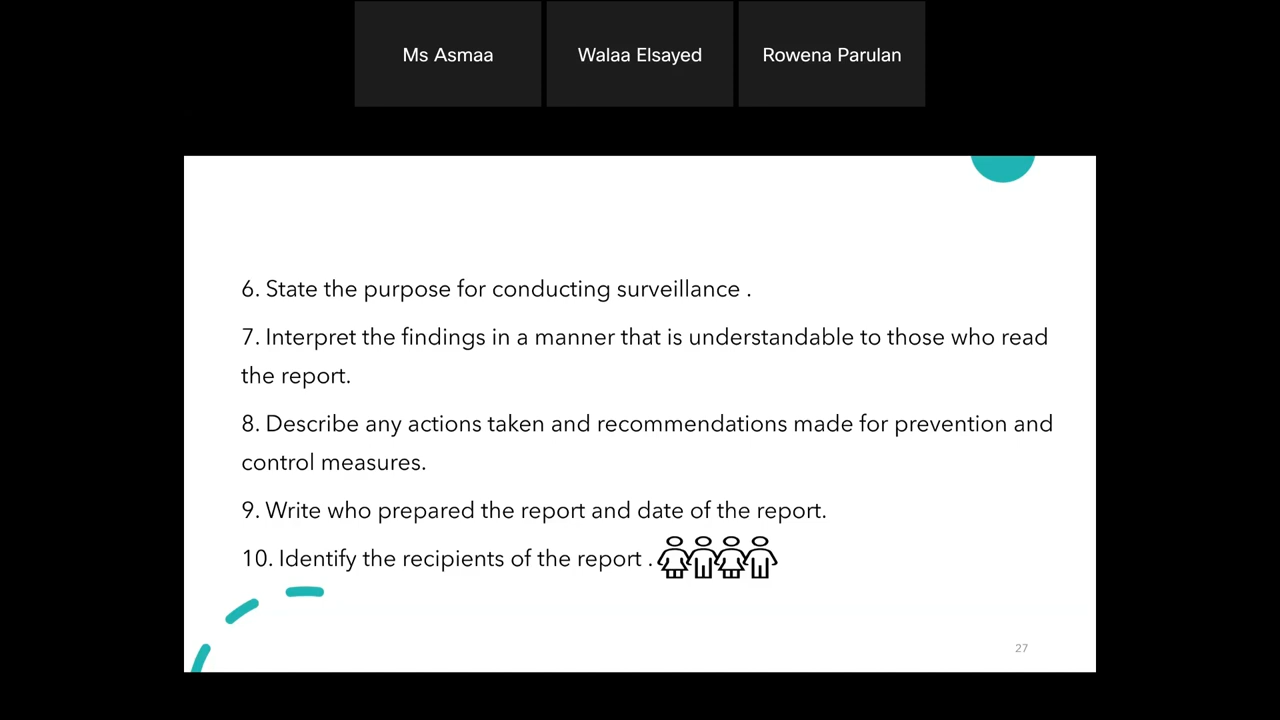 Ms Asmaa
Walaa Elsayed
Rowena Parulan
6. State the purpose for conducting surveillance .
7. Interpret the findings in a manner that is understandable to those who read
the report.
8. Describe any actions taken and recommendations made for prevention and
control measures.
9. Write who prepared the report and date of the report.
10. Identify the recipients of the report .
27